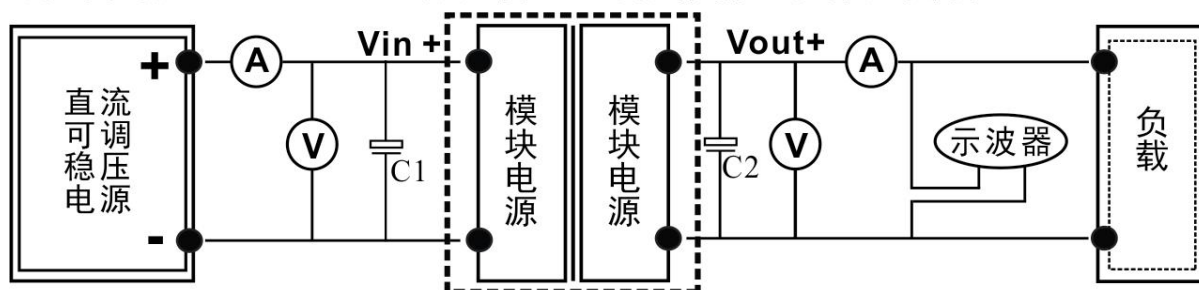 +
直流
可调
稳压
电源
-
A
V
Vin +
C1
模块电源
模块电源
Vout+
C2
V
A
示波器
负载